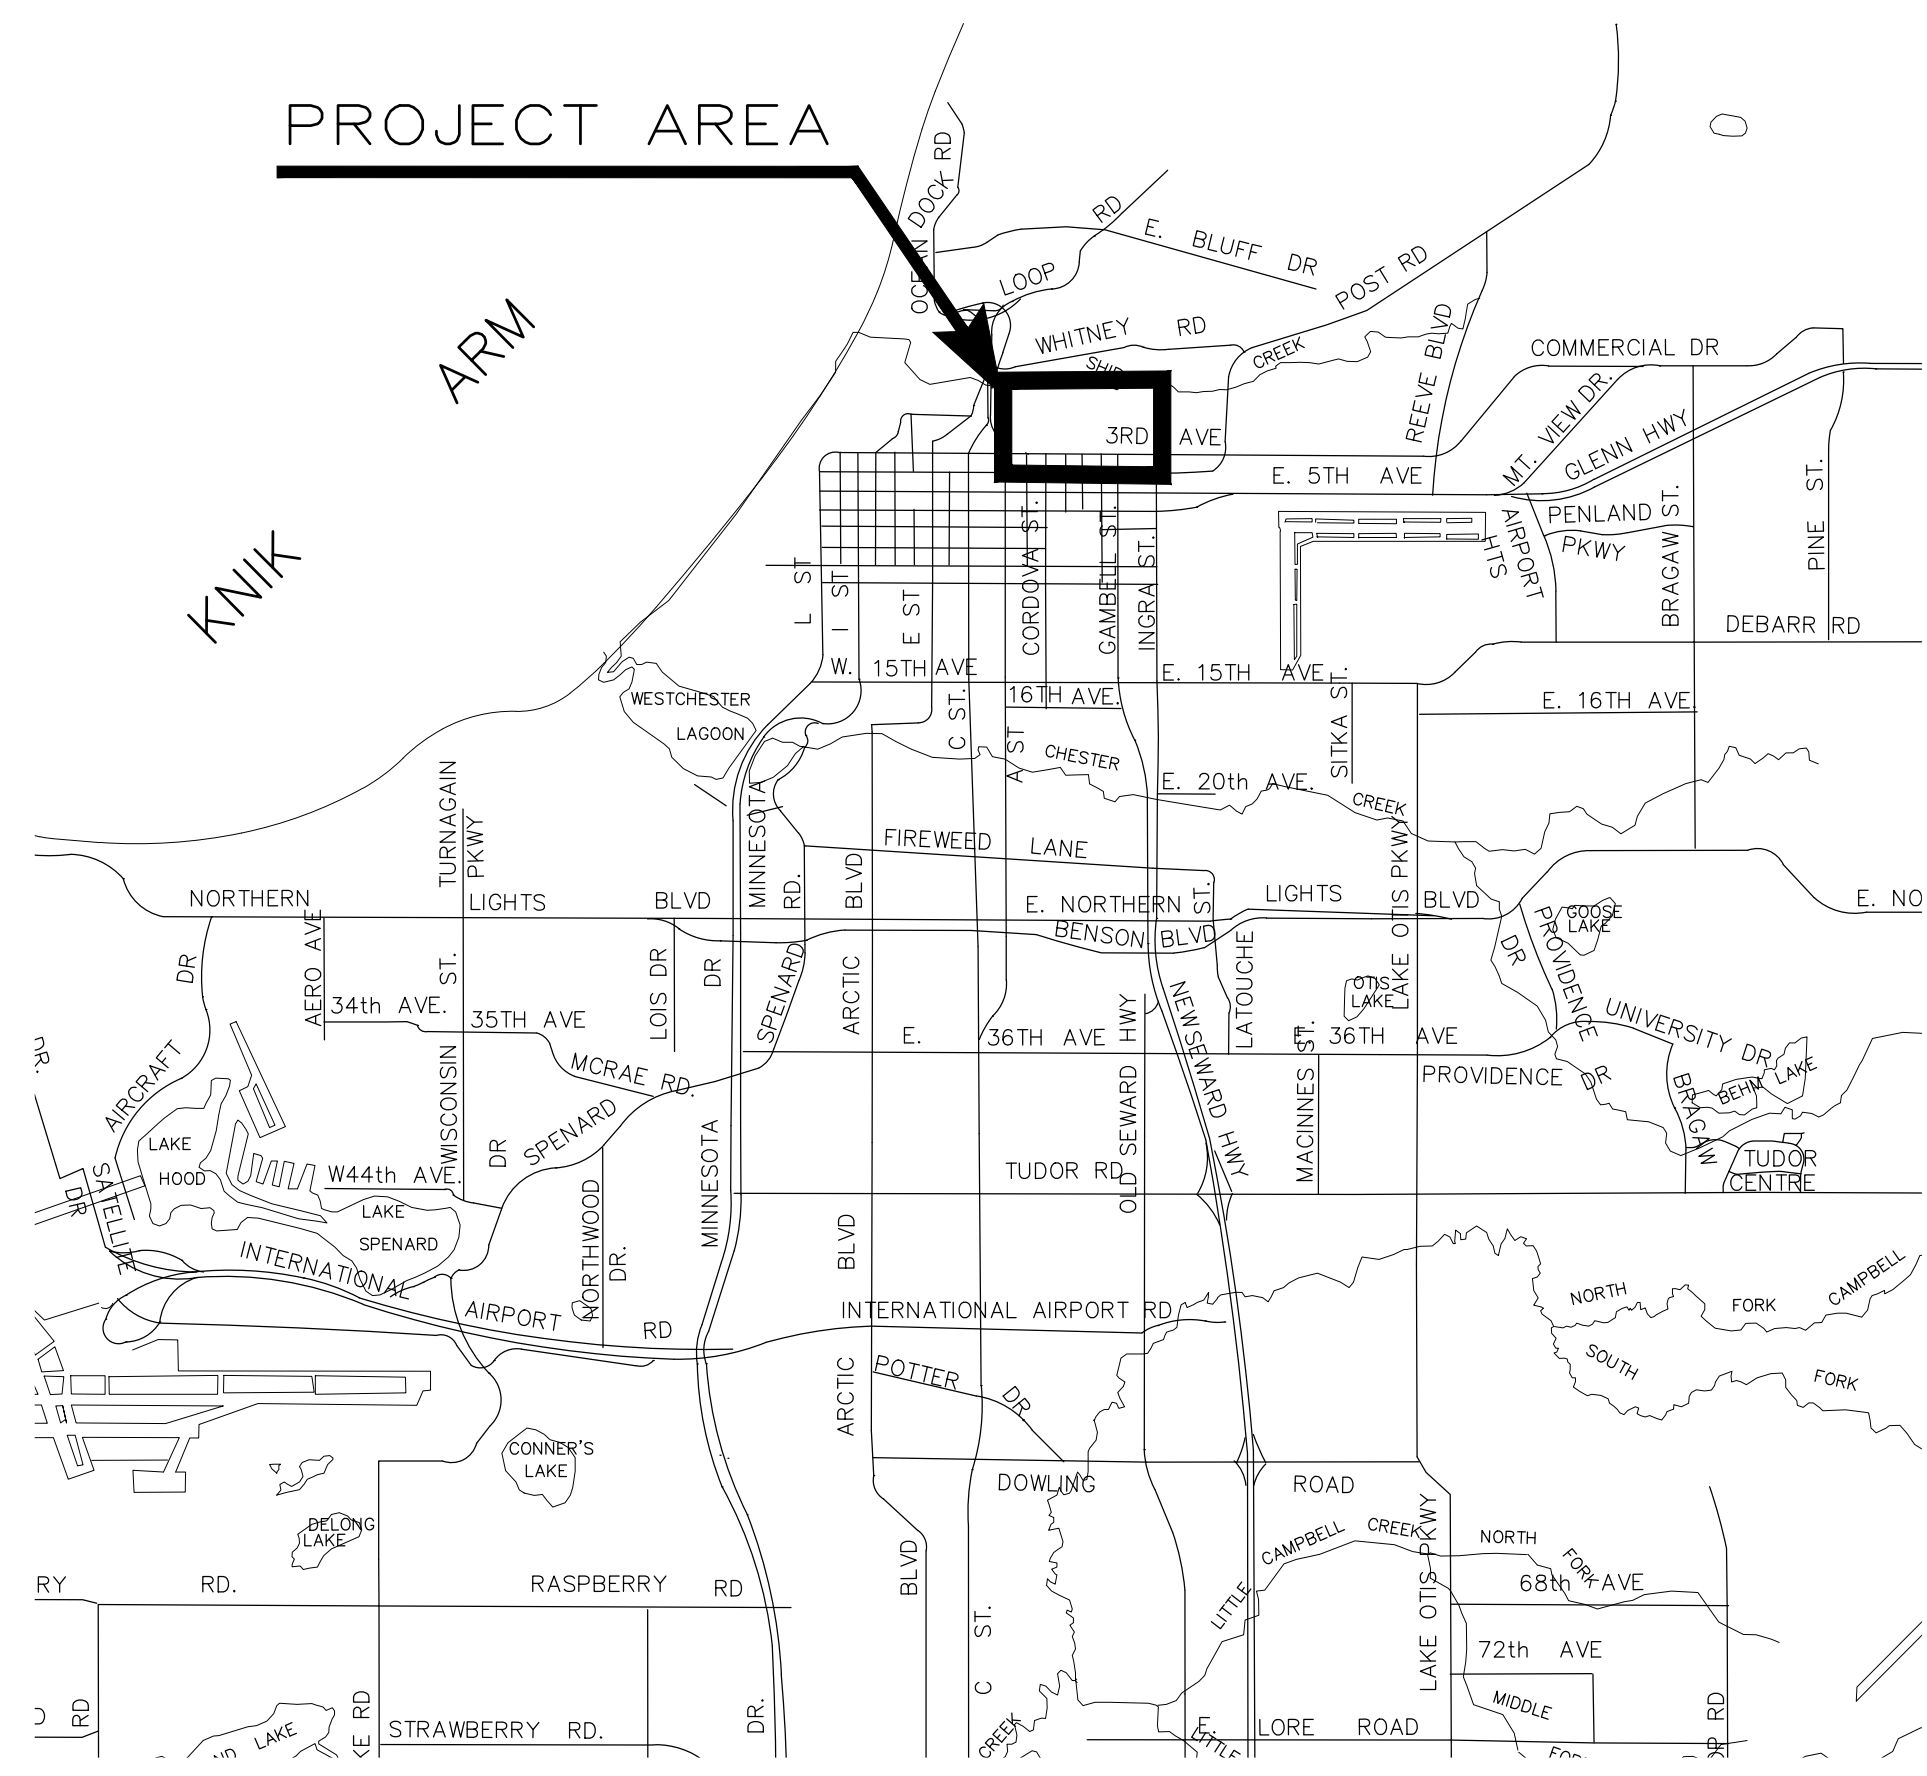 PROJECT AREA
OCEAN DOCK RD
LOOP RD
E. BLUFF DR
POST RD
KNIK ARM
WHITNEY RD
SHIP CREEK
REEVE BLVD
COMMERCIAL DR
MT. VIEW DR.
GLENN HWY
3RD AVE
E. 5TH AVE
AIRPORT HTS
PENLAND
PKWY
BRAGAW ST.
PINE ST.
DEBARR RD
L ST
I ST
E ST
CORDOVA ST.
GAMBELL ST.
INGRA ST.
W. 15TH AVE
E. 15TH AVE
16TH AVE.
E. 16TH AVE.
WESTCHESTER
LAGOON
C ST.
A ST
CHESTER CREEK
SITKA ST.
E. 20th AVE.
TURNAGAIN
PKWY
MINNESOTA DR
FIREWEED LANE
SPENARD RD.
ARCTIC BLVD
LAKE OTIS PKWY
NORTHERN LIGHTS BLVD
E. NORTHERN LIGHTS BLVD
E. NO
BENSON BLVD
LATOUCHE ST.
GOOSE
LAKE
PROVIDENCE DR
AERO AVE
LOIS DR
WISCONSIN ST.
AIRCRAFT DR
34th AVE.
35TH AVE
MCRAE RD.
OTIS
LAKE
LAKE OTIS
E. 36TH AVE
E. 36TH AVE
NEWSEWARD HWY
OLD SEWARD HWY
MACINNES ST.
UNIVERSITY DR
PROVIDENCE DR
BRAGAW
BEHM LAKE
DR.
LAKE
HOOD
SPENARD DR
W44th AVE.
MINNESOTA
TUDOR RD
TUDOR
CENTRE
SATELLITE DR
LAKE
SPENARD
NORTHWOOD
DR.
INTERNATIONAL AIRPORT RD
INTERNATIONAL AIRPORT RD
ARCTIC BLVD
POTTER DR.
NORTH FORK CAMPBELL
SOUTH FORK
CONNER'S
LAKE
DOWLING ROAD
DELONG
LAKE
LITTLE CAMPBELL CREEK
NORTH FORK
LAKE OTIS PKWY
RY RD.
RASPBERRY RD
BLVD
68th AVE
72th AVE
C ST.
MIDDLE
RD
LAKE
STRAWBERRY RD.
DR.
CREEK
E. LORE ROAD
LITTLE